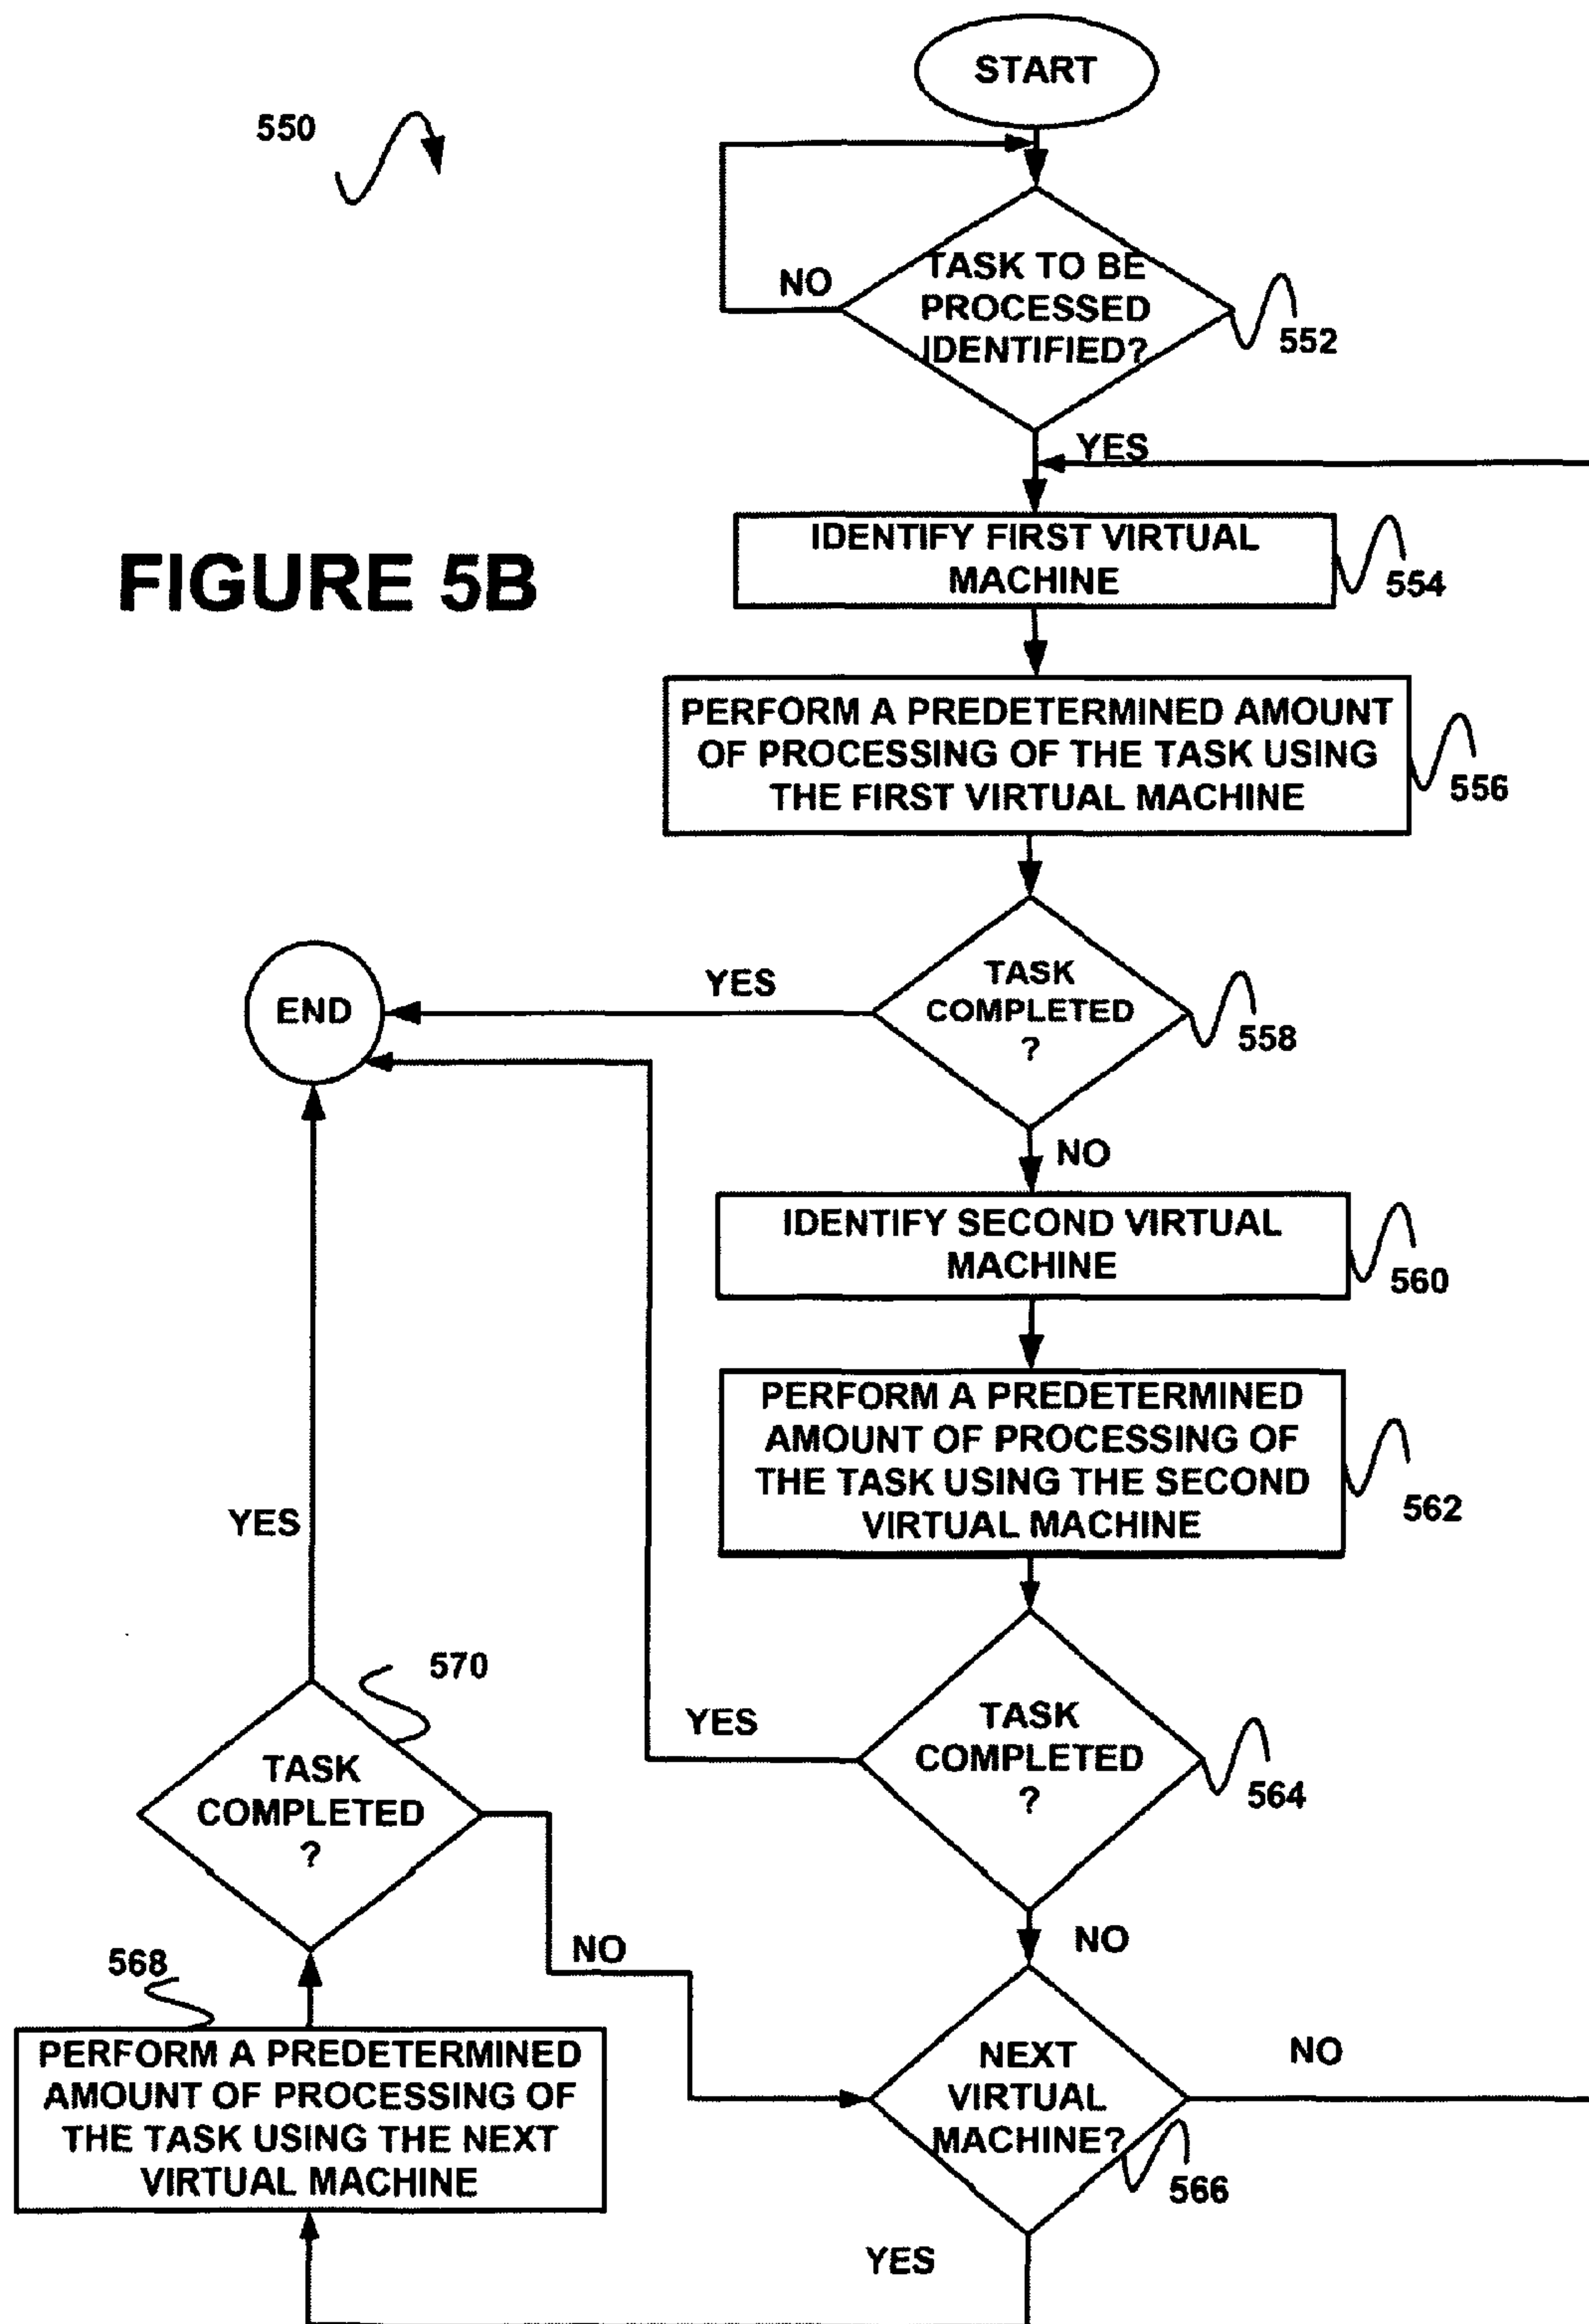 START
550
TASK TO BE
PROCESSED
IDENTIFIED?
NO
552
YES
FIGURE 5B
IDENTIFY FIRST VIRTUAL
MACHINE
554
PERFORM A PREDETERMINED AMOUNT
OF PROCESSING OF THE TASK USING
THE FIRST VIRTUAL MACHINE
556
TASK
COMPLETED
?
558
YES
END
NO
IDENTIFY SECOND VIRTUAL
MACHINE
560
PERFORM A PREDETERMINED
AMOUNT OF PROCESSING OF
THE TASK USING THE SECOND
VIRTUAL MACHINE
562
TASK
COMPLETED
?
564
YES
NO
NEXT
VIRTUAL
MACHINE?
566
NO
YES
PERFORM A PREDETERMINED
AMOUNT OF PROCESSING OF
THE TASK USING THE NEXT
VIRTUAL MACHINE
568
TASK
COMPLETED
?
570
NO
YES